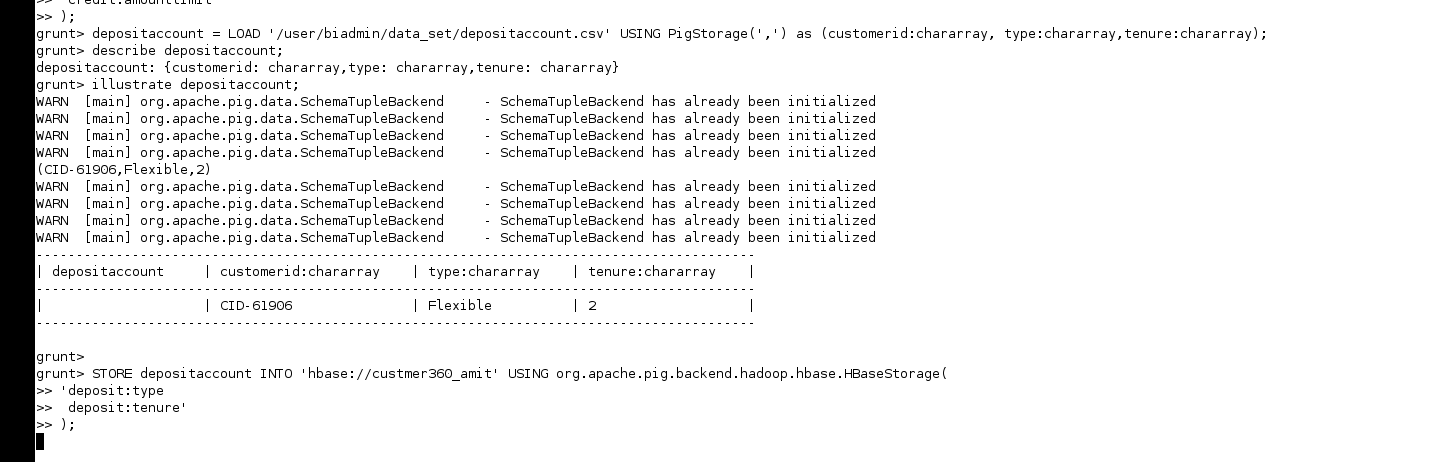 >>  credit:amountlimit'
>> );
grunt> depositaccount = LOAD '/user/biadmin/data_set/depositaccount.csv' USING PigStorage(',') as (customerid:chararray, type:chararray,tenure:chararray);
grunt> describe depositaccount;
depositaccount: {customerid: chararray,type: chararray,tenure: chararray}
grunt> illustrate depositaccount;
WARN  [main] org.apache.pig.data.SchemaTupleBackend     - SchemaTupleBackend has already been initialized
WARN  [main] org.apache.pig.data.SchemaTupleBackend     - SchemaTupleBackend has already been initialized
WARN  [main] org.apache.pig.data.SchemaTupleBackend     - SchemaTupleBackend has already been initialized
WARN  [main] org.apache.pig.data.SchemaTupleBackend     - SchemaTupleBackend has already been initialized
(CID-61906,Flexible,2)
WARN  [main] org.apache.pig.data.SchemaTupleBackend     - SchemaTupleBackend has already been initialized
WARN  [main] org.apache.pig.data.SchemaTupleBackend     - SchemaTupleBackend has already been initialized
WARN  [main] org.apache.pig.data.SchemaTupleBackend     - SchemaTupleBackend has already been initialized
WARN  [main] org.apache.pig.data.SchemaTupleBackend     - SchemaTupleBackend has already been initialized
------------------------------------------------------------------------------------------
| depositaccount     | customerid:chararray    | type:chararray    | tenure:chararray    |
------------------------------------------------------------------------------------------
|                    | CID-61906               | Flexible          | 2                   |
------------------------------------------------------------------------------------------
grunt>
grunt> STORE depositaccount INTO 'hbase://custmer360_amit' USING org.apache.pig.backend.hadoop.hbase.HBaseStorage(
>> 'deposit:type
>>  deposit:tenure'
>> );